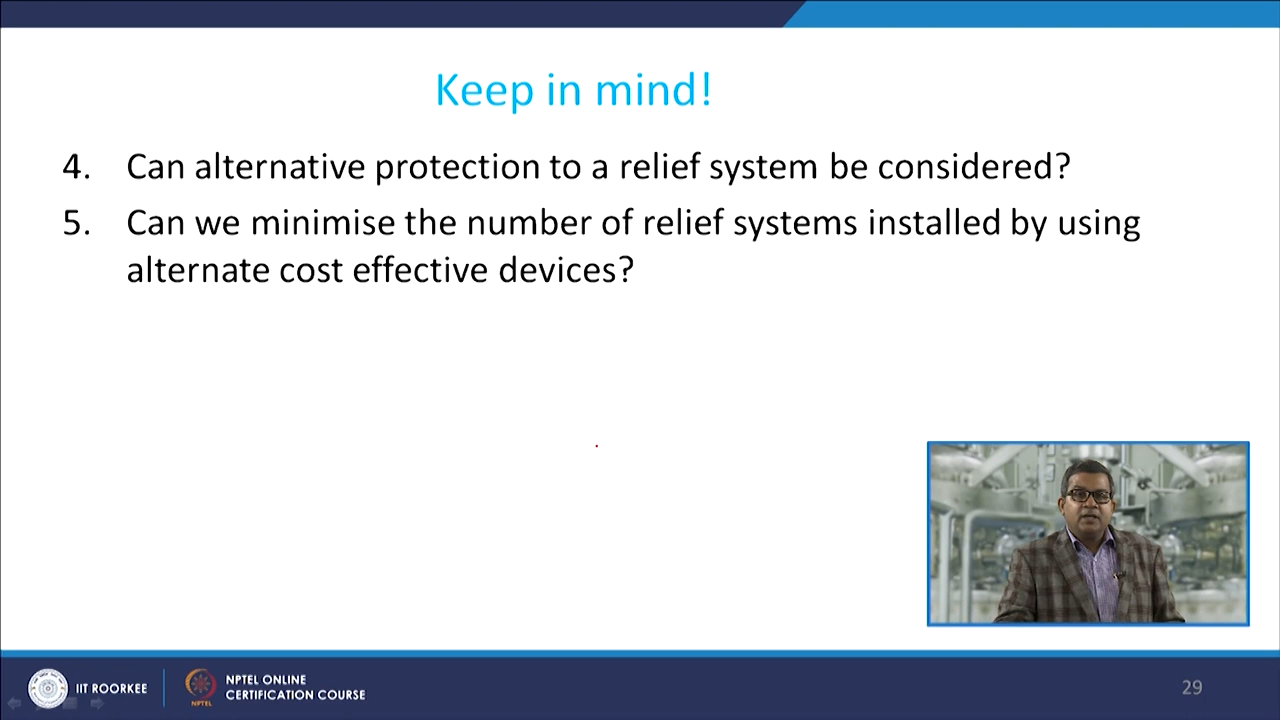 Keep in mind!
4. Can alternative protection to a relief system be considered?
5. Can we minimise the number of relief systems installed by using
alternate cost effective devices?
IIT ROORKEE
NPTEL
NPTEL ONLINE
CERTIFICATION COURSE
29